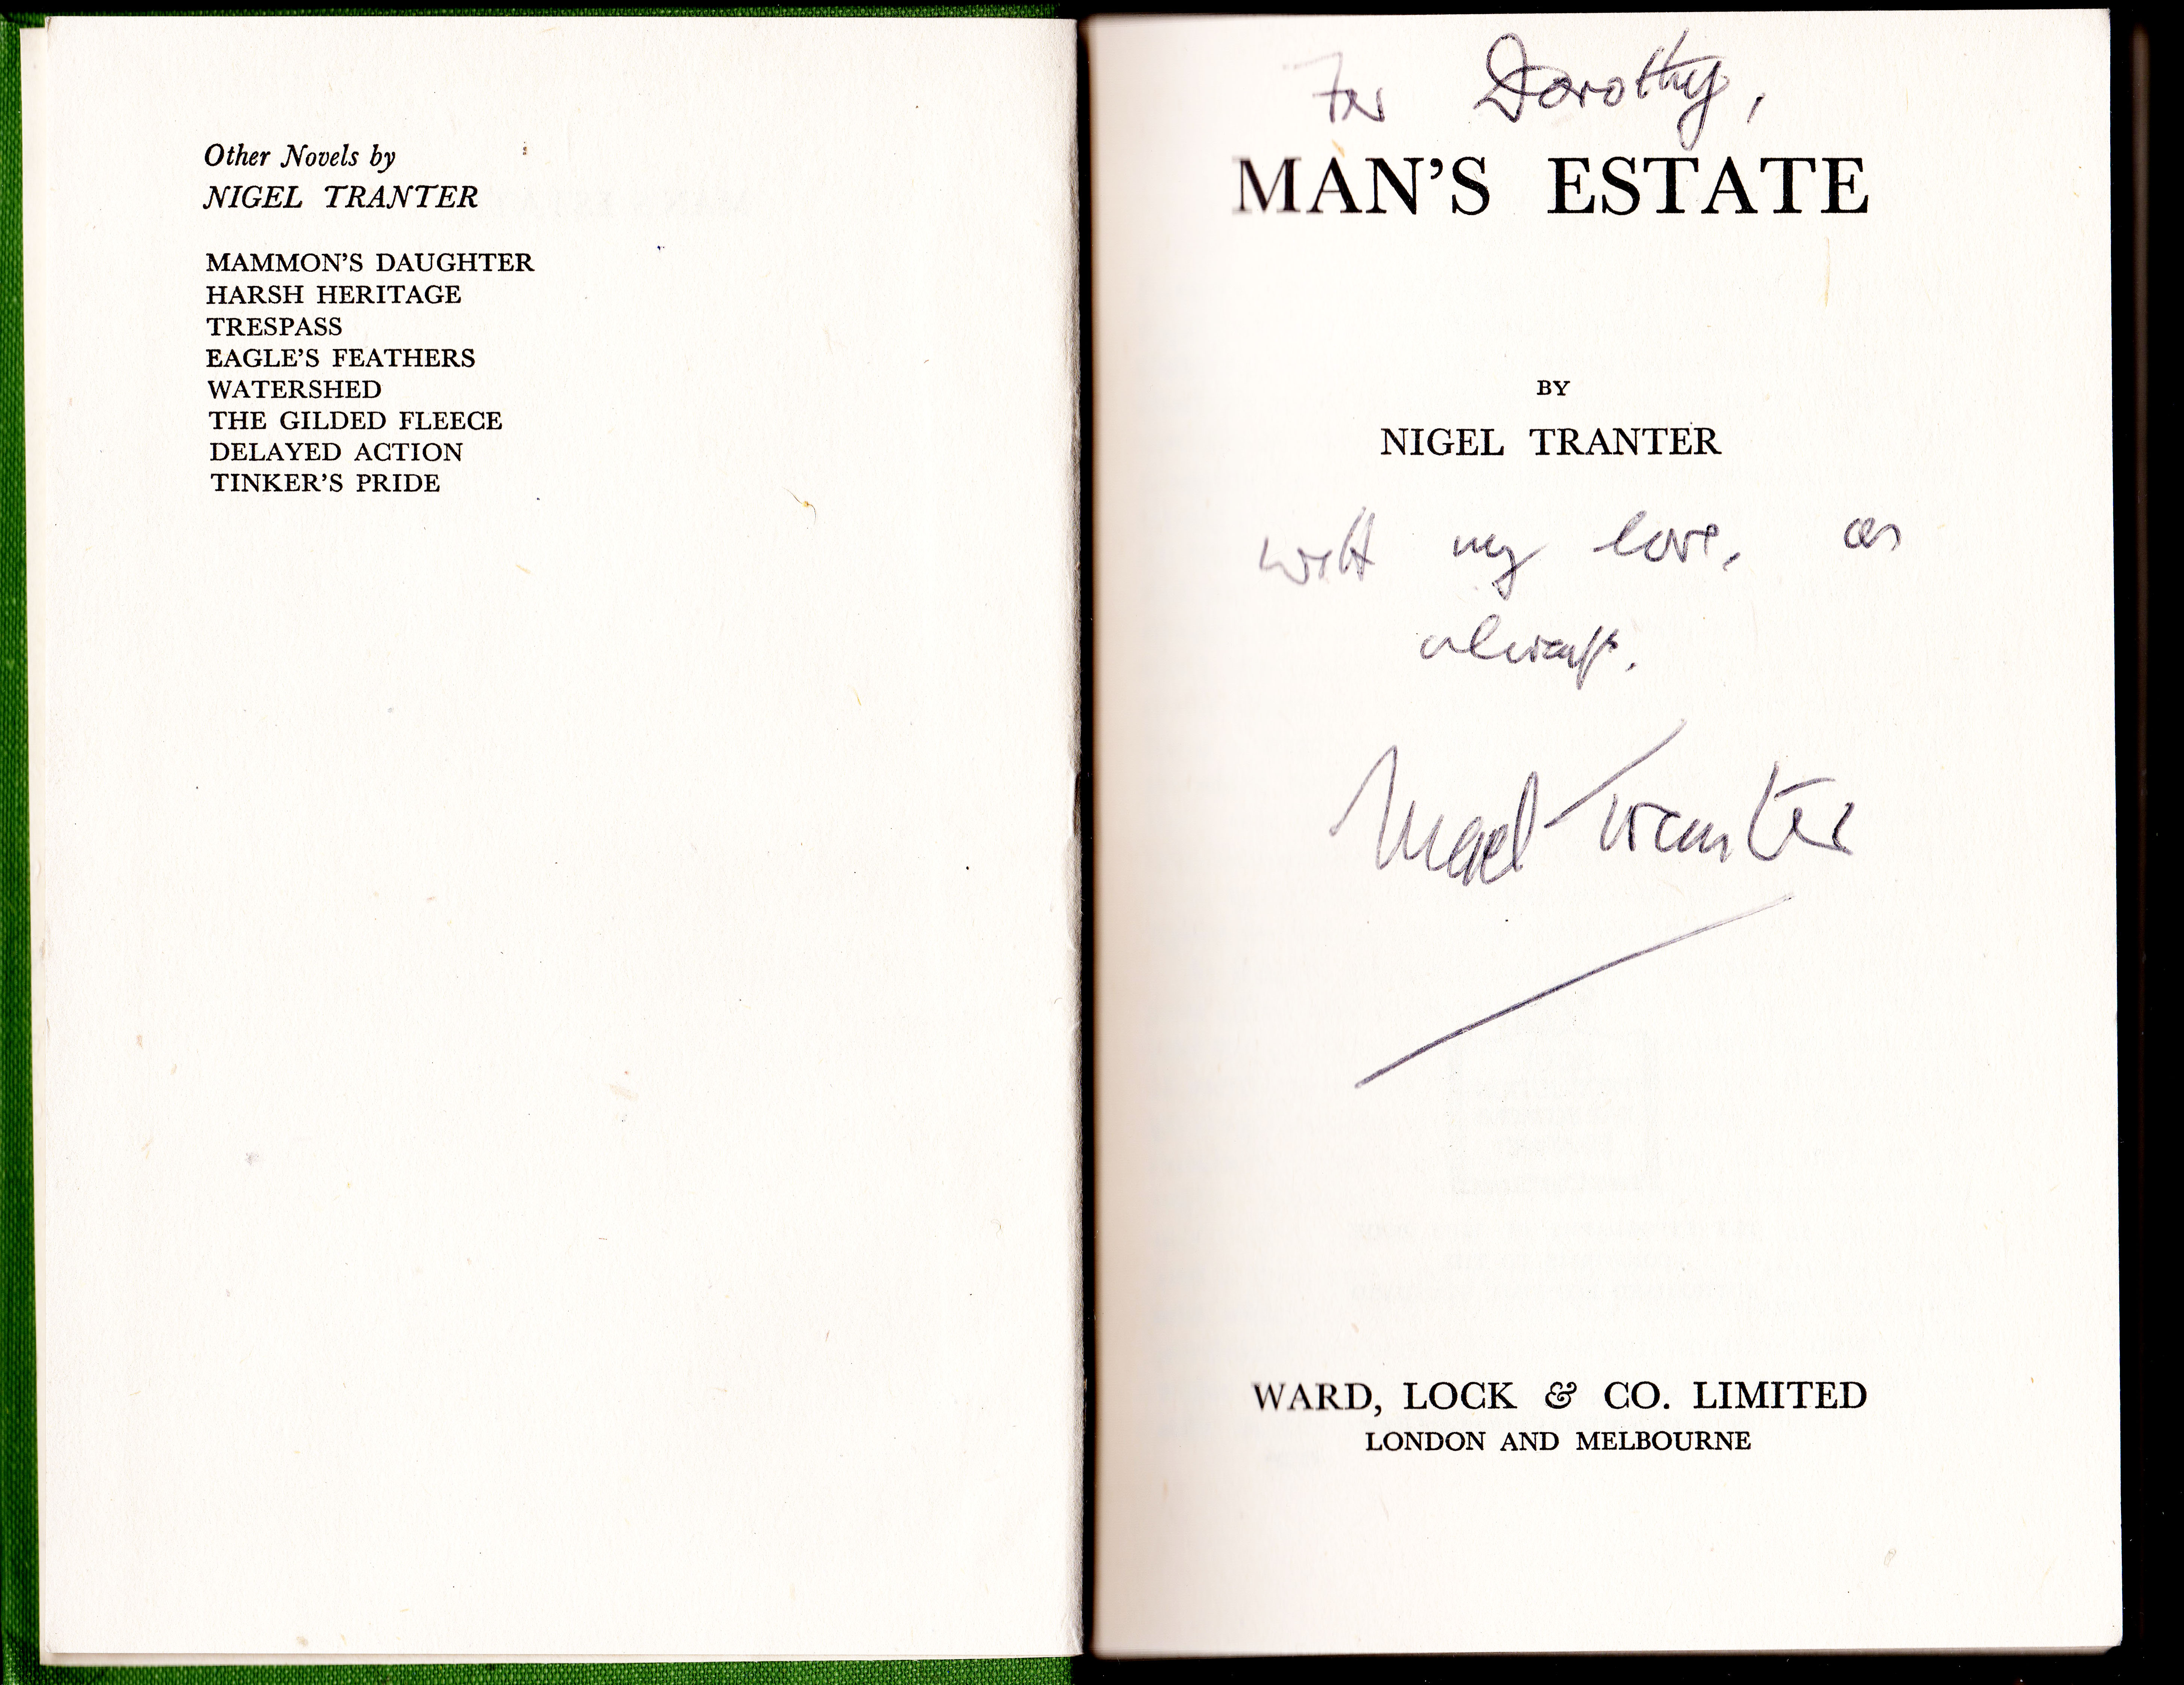 Other Novels by
NIGEL TRANTER
MAMMON'S DAUGHTER
HARSH HERITAGE
TRESPASS
EAGLE'S FEATHERS
WATERSHED
THE GILDED FLEECE
DELAYED ACTION
TINKER'S PRIDE
For Dorothy,
MAN'S ESTATE
BY
NIGEL TRANTER
with my love, as
always.
Nigel Tranter
WARD, LOCK & CO. LIMITED
LONDON AND MELBOURNE